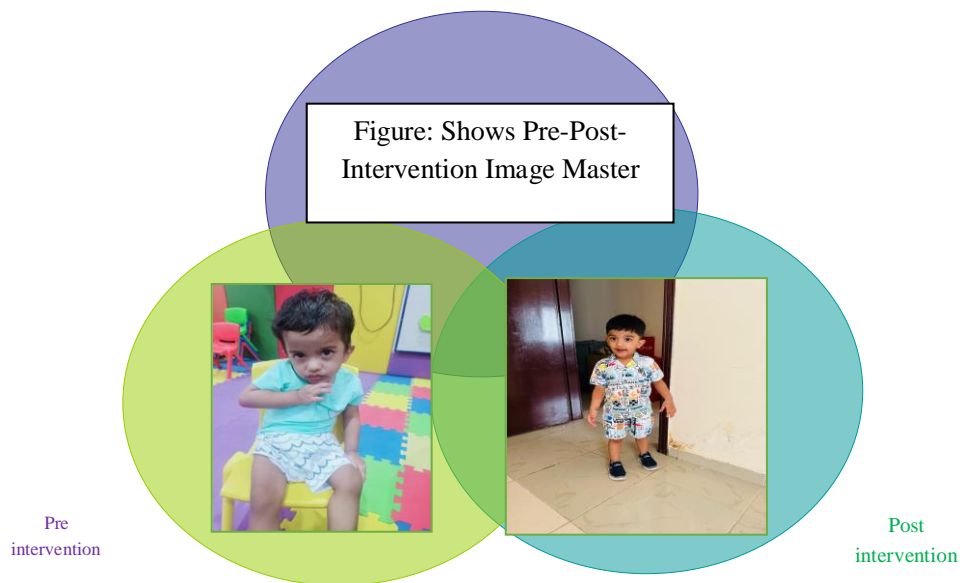 Figure: Shows Pre-Post-
Intervention Image Master
Pre
intervention
Post
intervention